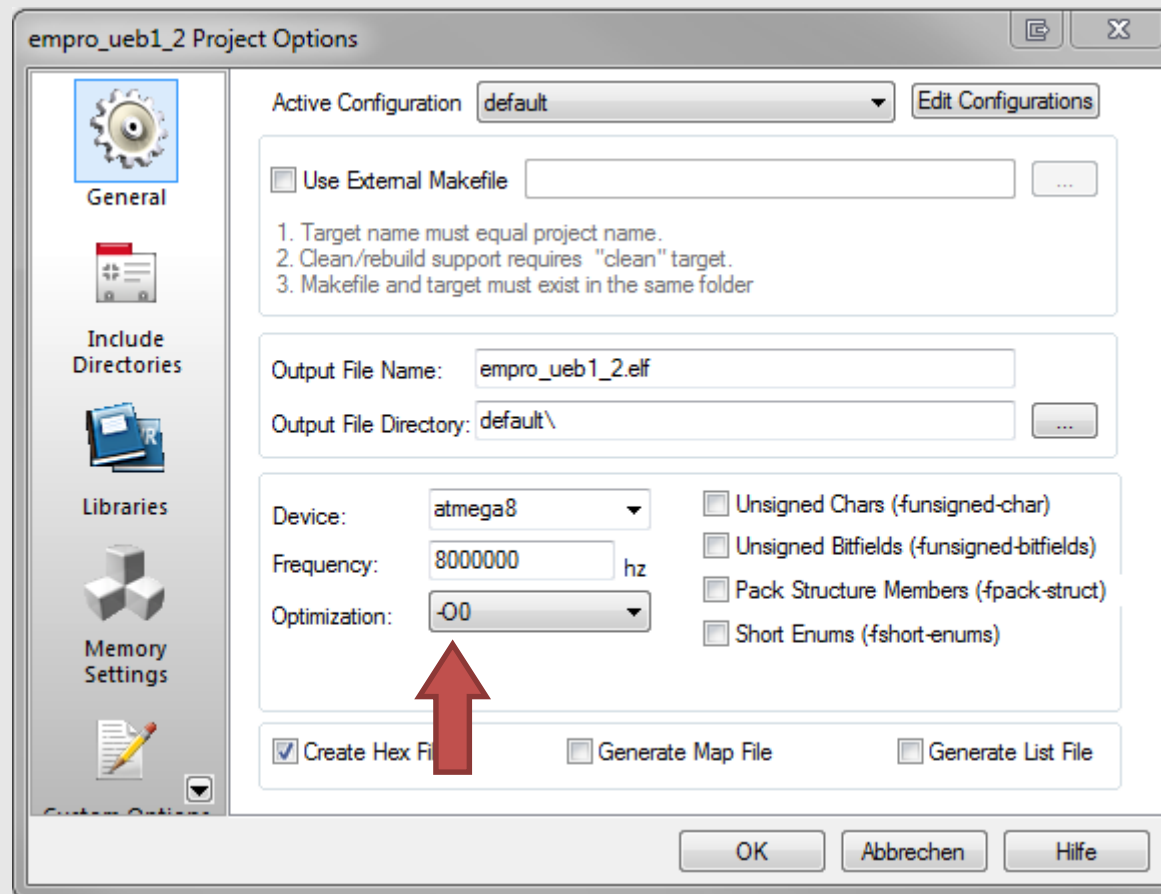 empro_ueb1_2 Project Options
General
Include
Directories
Libraries
Memory
Settings
Custom Options
Active Configuration default Edit Configurations
Use External Makefile ...
1. Target name must equal project name.
2. Clean/rebuild support requires "clean" target.
3. Makefile and target must exist in the same folder
Output File Name: empro_ueb1_2.elf
Output File Directory: default\ ...
Device: atmega8 Unsigned Chars (-funsigned-char)
Frequency: 8000000 hz Unsigned Bitfields (-funsigned-bitfields)
Optimization: -O0 Pack Structure Members (-fpack-struct)
Short Enums (-fshort-enums)
Create Hex Fil Generate Map File Generate List File
OK Abbrechen Hilfe